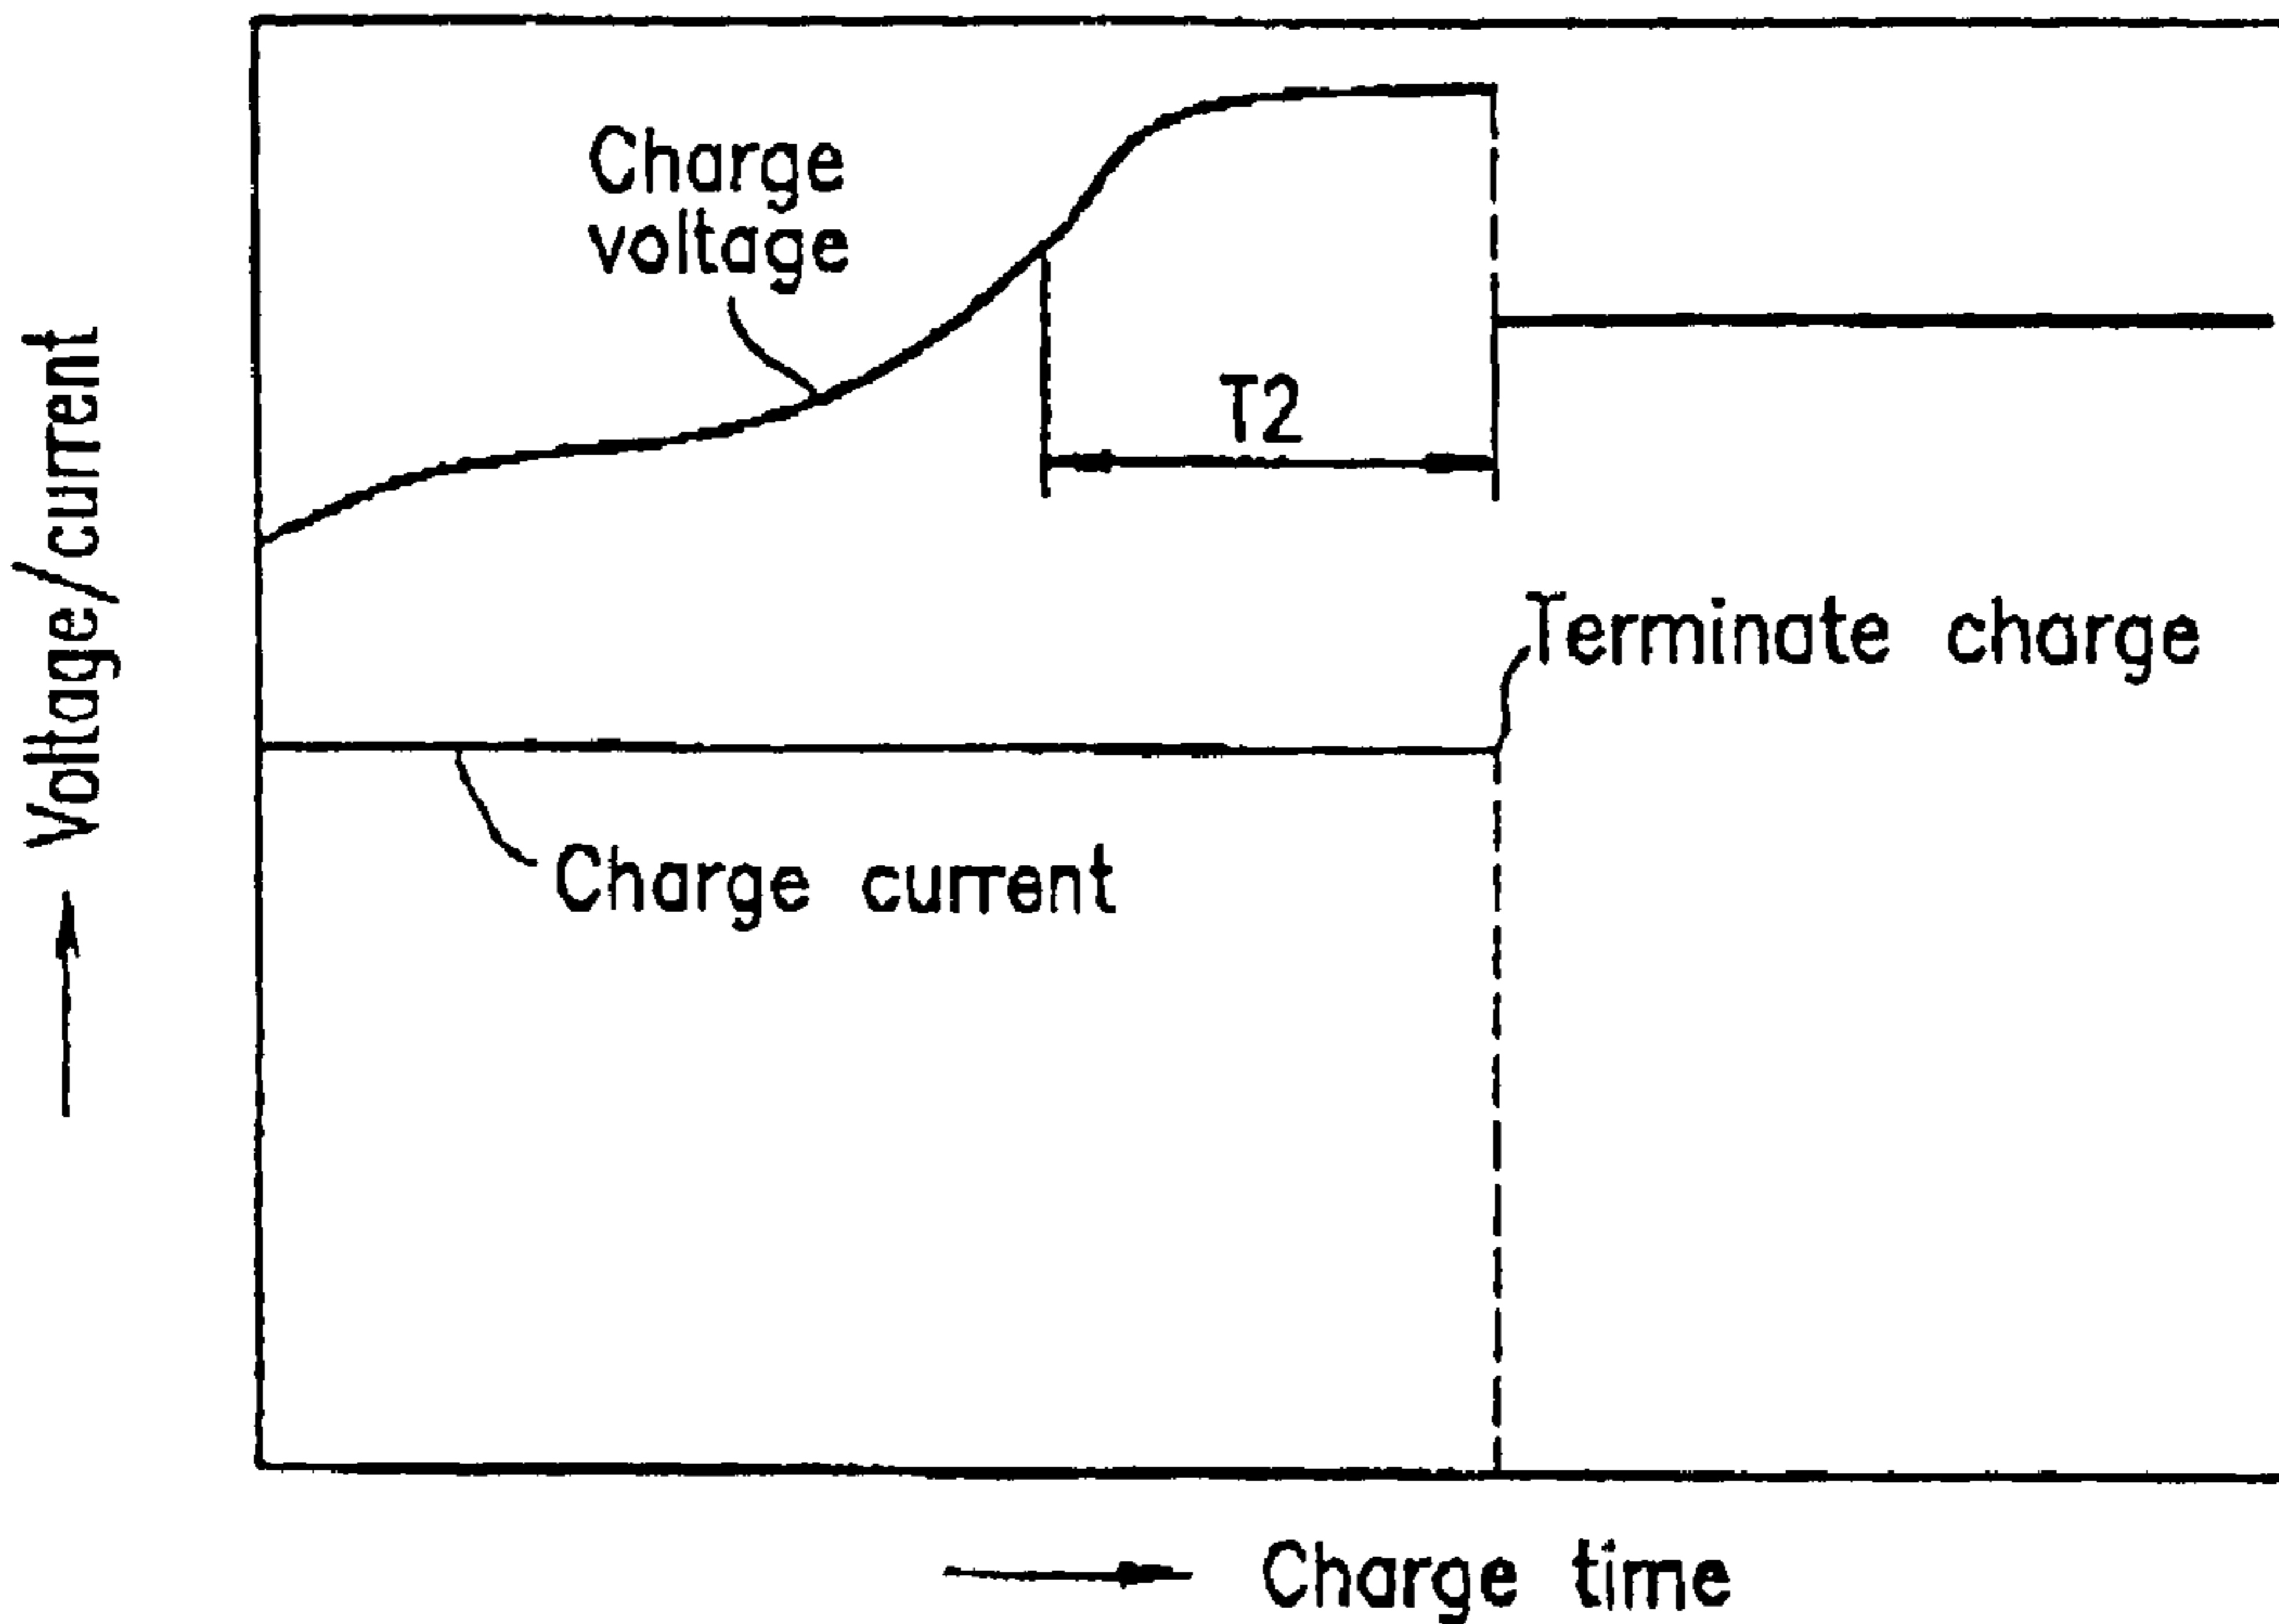 Charge
voltage
T2
Voltage/current
Terminate charge
Charge current
Charge time